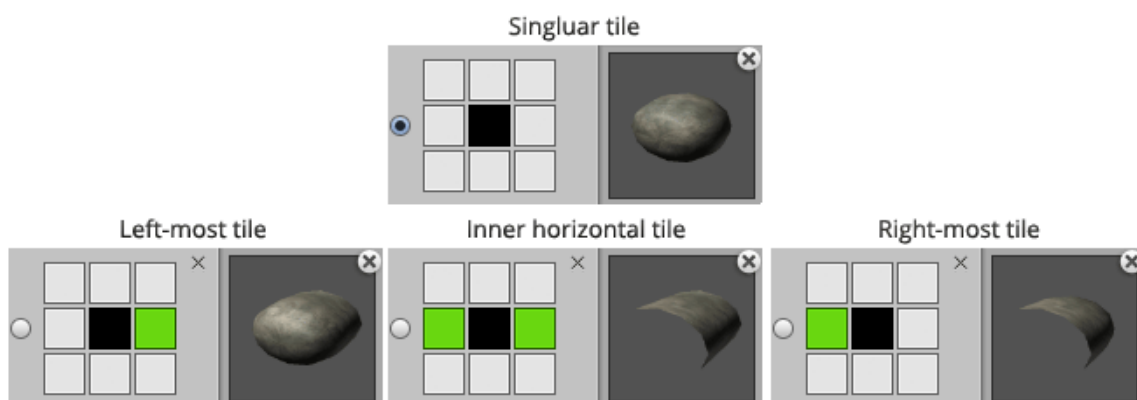 Singluar tile
Left-most tile
Inner horizontal tile
Right-most tile